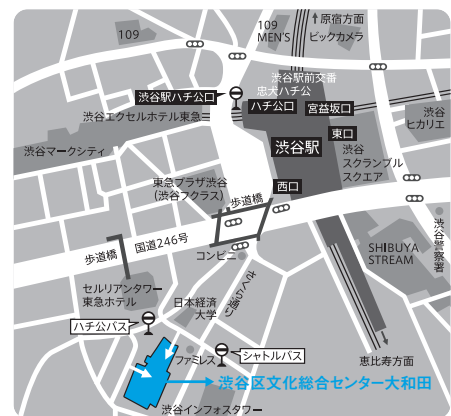 109
109
MEN'S
↑原宿方面
ビックカメラ
渋谷駅前交番
忠犬ハチ公
渋谷駅ハチ公口
ハチ公口
宮益坂口
渋谷エクセルホテル東急
東口
渋谷
ヒカリエ
渋谷マークシティ
渋谷駅
渋谷
スクランブル
スクエア
東急プラザ渋谷
(渋谷フクラス)
西口
歩道橋
歩道橋
国道246号
コンビニ
SHIBUYA
STREAM
渋谷警察署
セルリアンタワー
東急ホテル
日本経済
大学
さくら通り
ハチ公バス
ファミレス
シャトルバス
恵比寿方面
渋谷区文化総合センター大和田
渋谷インフォスタワー